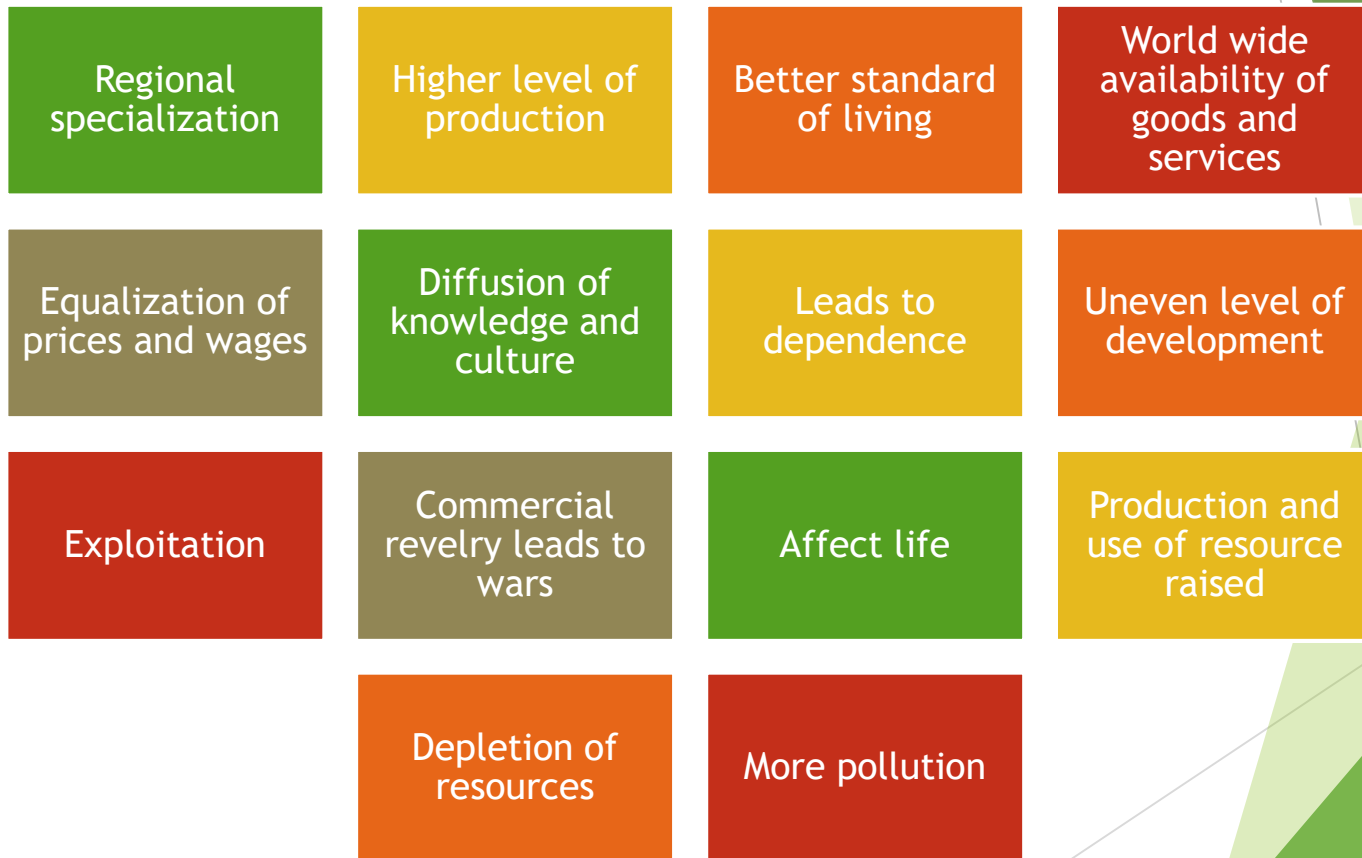 Regional
specialization
Higher level of
production
Better standard
of living
World wide
availability of
goods and
services
Equalization of
prices and wages
Diffusion of
knowledge and
culture
Leads to
dependence
Uneven level of
development
Exploitation
Commercial
revelry leads to
wars
Affect life
Production and
use of resource
raised
Depletion of
resources
More pollution